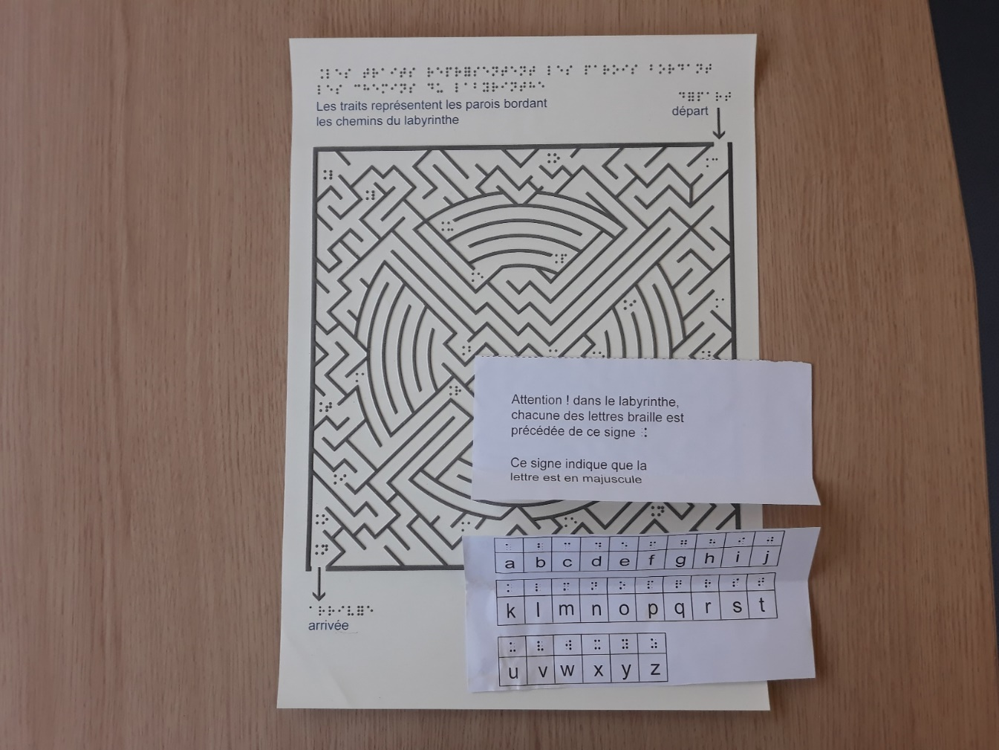 ⠨⠇⠑⠎ ⠞⠗⠁⠊⠞⠎ ⠗⠑⠏⠗⠿⠎⠑⠝⠞⠑⠝⠞ ⠇⠑⠎ ⠏⠁⠗⠕⠊⠎ ⠃⠕⠗⠙⠁⠝⠞
⠇⠑⠎ ⠉⠓⠑⠍⠊⠝⠎ ⠙⠥ ⠇⠁⠃⠽⠗⠊⠝⠞⠓⠑
Les traits représentent les parois bordant
les chemins du labyrinthe
⠙⠿⠏⠁⠗⠞
départ
Attention ! dans le labyrinthe,
chacune des lettres braille est
précédée de ce signe ⠨
Ce signe indique que la
lettre est en majuscule
⠁ ⠃ ⠉ ⠙ ⠑ ⠋ ⠛ ⠓ ⠊ ⠚
a b c d e f g h i j
⠅ ⠇ ⠍ ⠝ ⠕ ⠏ ⠟ ⠗ ⠎ ⠞
k l m n o p q r s t
⠥ ⠧ ⠺ ⠭ ⠽ ⠵
u v w x y z
⠁⠗⠗⠊⠧⠿⠑
arrivée